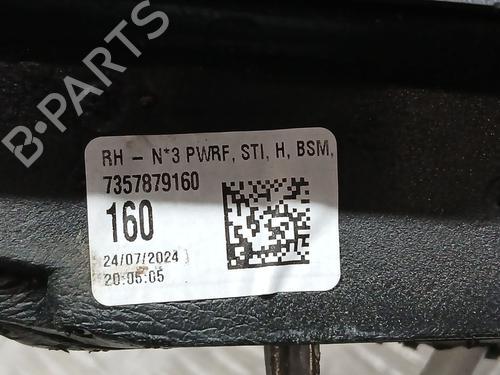 B-PARTS
RH - N*3 PWRF, STI, H, BSM,
7357879160
160
24/07/2024
20:05:05